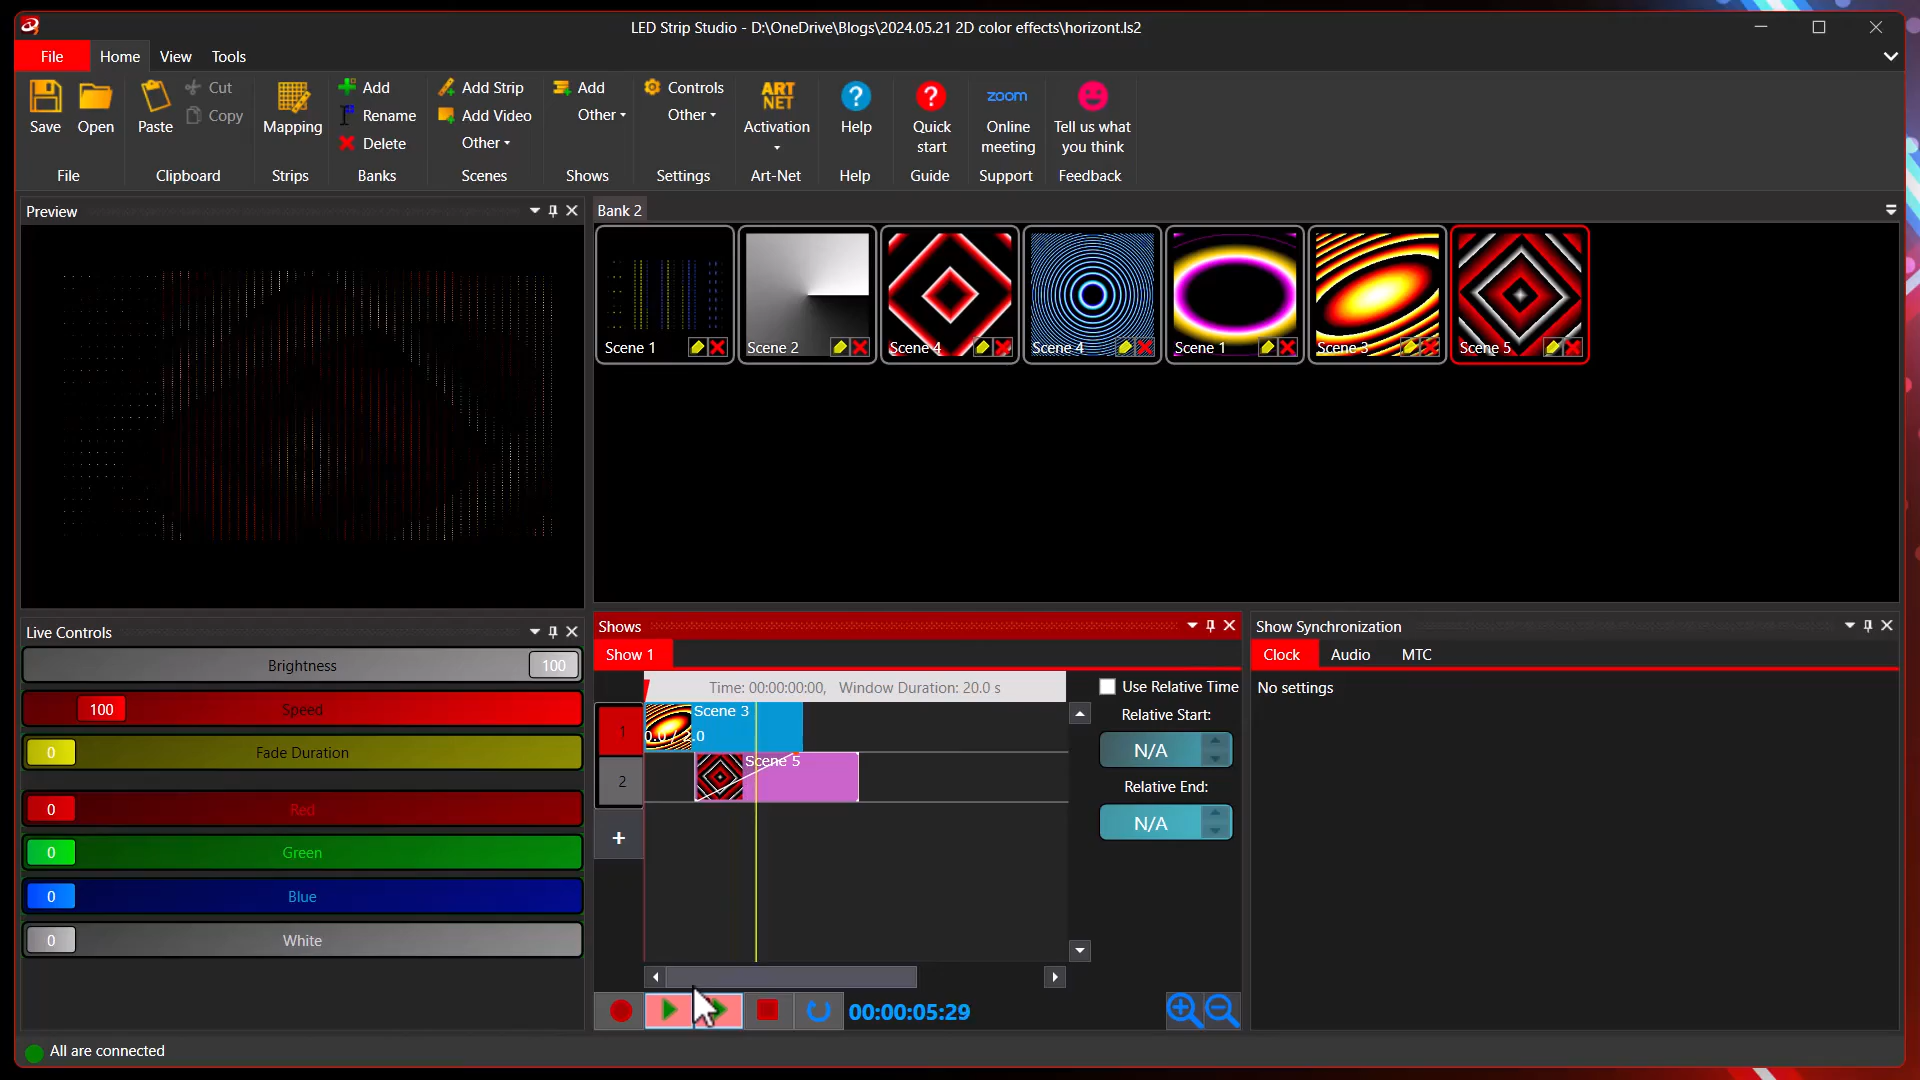 LED Strip Studio - D:\OneDrive\Blogs\2024.05.21 2D color effects\horizont.ls2
File Home View Tools
Save Open Paste Cut Copy Mapping Add Rename Delete Add Strip Add Video Other Add Other Controls Other ART NET Activation Help Quick start zoom Online meeting Tell us what you think
File Clipboard Strips Banks Scenes Shows Settings Art-Net Help Guide Support Feedback
Preview
Bank 2
Scene 1 Scene 2 Scene 4 Scene 4 Scene 1 Scene 3 Scene 5
Live Controls
Brightness 100
100 Speed
0 Fade Duration
0 Red
0 Green
0 Blue
0 White
Shows
Show 1
Time: 00:00:00:00, Window Duration: 20.0 s
1 Scene 3
0.0 / 2.0
2 Scene 5
+
Use Relative Time
Relative Start:
N/A
Relative End:
N/A
00:00:05:29
Show Synchronization
Clock Audio MTC
No settings
All are connected